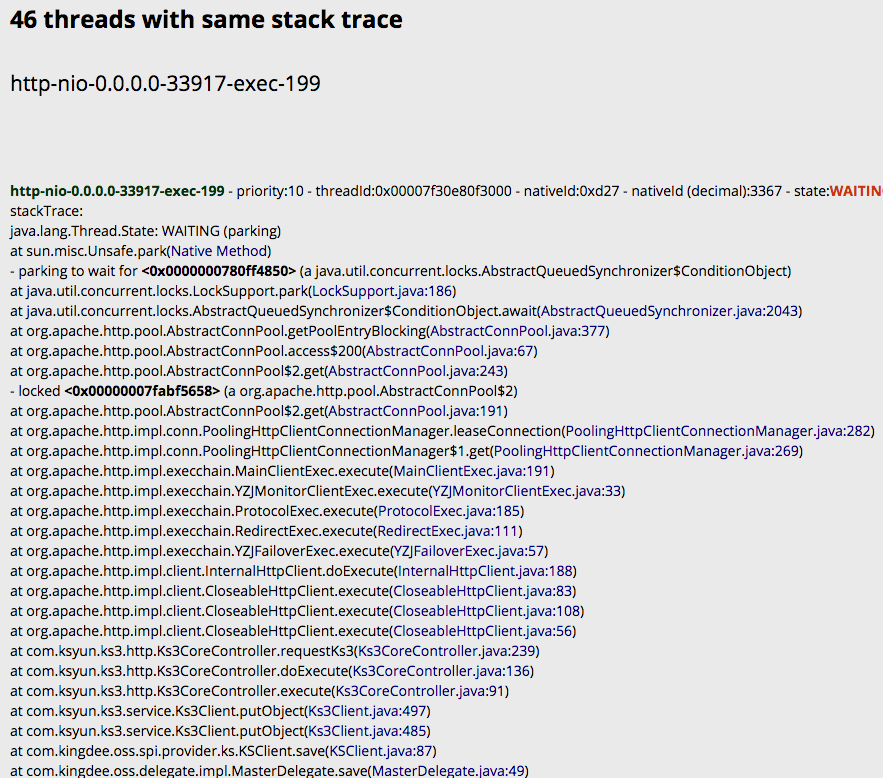 46 threads with same stack trace
http-nio-0.0.0.0-33917-exec-199
http-nio-0.0.0.0-33917-exec-199 - priority:10 - threadId:0x00007f30e80f3000 - nativeId:0xd27 - nativeId (decimal):3367 - state:WAITIN
stackTrace:
java.lang.Thread.State: WAITING (parking)
at sun.misc.Unsafe.park(Native Method)
- parking to wait for <0x0000000780ff4850> (a java.util.concurrent.locks.AbstractQueuedSynchronizer$ConditionObject)
at java.util.concurrent.locks.LockSupport.park(LockSupport.java:186)
at java.util.concurrent.locks.AbstractQueuedSynchronizer$ConditionObject.await(AbstractQueuedSynchronizer.java:2043)
at org.apache.http.pool.AbstractConnPool.getPoolEntryBlocking(AbstractConnPool.java:377)
at org.apache.http.pool.AbstractConnPool.access$200(AbstractConnPool.java:67)
at org.apache.http.pool.AbstractConnPool$2.get(AbstractConnPool.java:243)
- locked <0x00000007fabf5658> (a org.apache.http.pool.AbstractConnPool$2)
at org.apache.http.pool.AbstractConnPool$2.get(AbstractConnPool.java:191)
at org.apache.http.impl.conn.PoolingHttpClientConnectionManager.leaseConnection(PoolingHttpClientConnectionManager.java:282)
at org.apache.http.impl.conn.PoolingHttpClientConnectionManager$1.get(PoolingHttpClientConnectionManager.java:269)
at org.apache.http.impl.execchain.MainClientExec.execute(MainClientExec.java:191)
at org.apache.http.impl.execchain.YZJMonitorClientExec.execute(YZJMonitorClientExec.java:33)
at org.apache.http.impl.execchain.ProtocolExec.execute(ProtocolExec.java:185)
at org.apache.http.impl.execchain.RedirectExec.execute(RedirectExec.java:111)
at org.apache.http.impl.execchain.YZJFailoverExec.execute(YZJFailoverExec.java:57)
at org.apache.http.impl.client.InternalHttpClient.doExecute(InternalHttpClient.java:188)
at org.apache.http.impl.client.CloseableHttpClient.execute(CloseableHttpClient.java:83)
at org.apache.http.impl.client.CloseableHttpClient.execute(CloseableHttpClient.java:108)
at org.apache.http.impl.client.CloseableHttpClient.execute(CloseableHttpClient.java:56)
at com.ksyun.ks3.http.Ks3CoreController.requestKs3(Ks3CoreController.java:239)
at com.ksyun.ks3.http.Ks3CoreController.doExecute(Ks3CoreController.java:136)
at com.ksyun.ks3.http.Ks3CoreController.execute(Ks3CoreController.java:91)
at com.ksyun.ks3.service.Ks3Client.putObject(Ks3Client.java:497)
at com.ksyun.ks3.service.Ks3Client.putObject(Ks3Client.java:485)
at com.kingdee.oss.spi.provider.ks.KSClient.save(KSClient.java:87)
at com.kingdee.oss.delegate.impl.MasterDelegate.save(MasterDelegate.java:49)